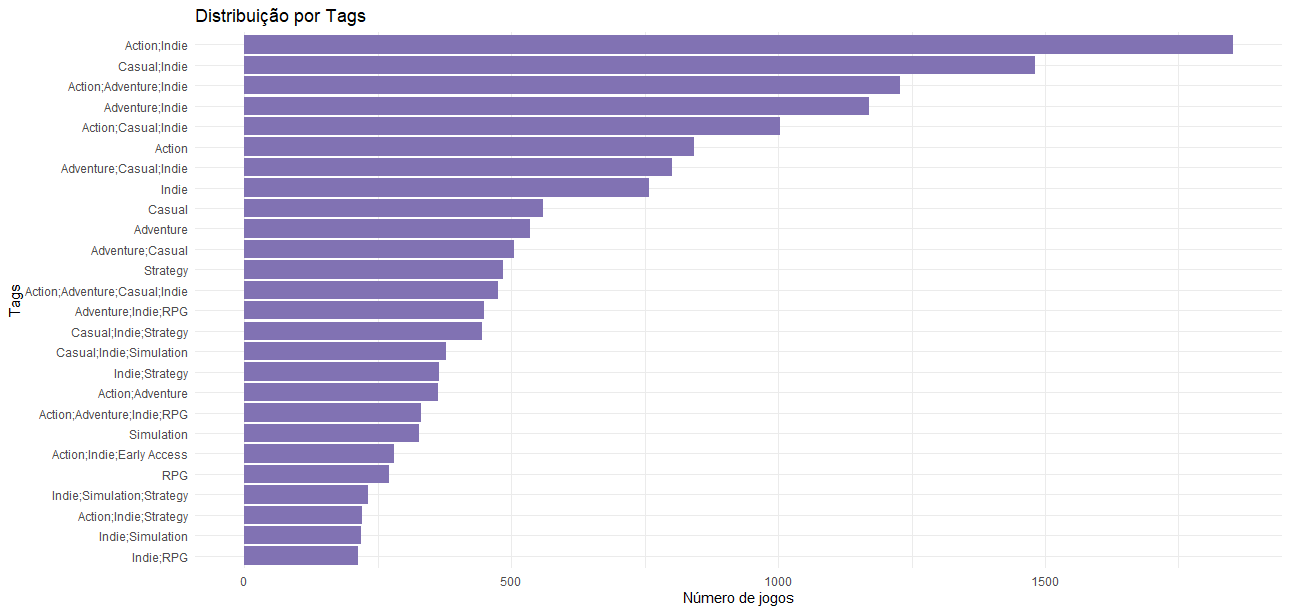 Distribuição por Tags
Tags
Action;Indie
Casual;Indie
Action;Adventure;Indie
Adventure;Indie
Action;Casual;Indie
Action
Adventure;Casual;Indie
Indie
Casual
Adventure
Adventure;Casual
Strategy
Action;Adventure;Casual;Indie
Adventure;Indie;RPG
Casual;Indie;Strategy
Casual;Indie;Simulation
Indie;Strategy
Action;Adventure
Action;Adventure;Indie;RPG
Simulation
Action;Indie;Early Access
RPG
Indie;Simulation;Strategy
Action;Indie;Strategy
Indie;Simulation
Indie;RPG
0 500 1000 1500
Número de jogos